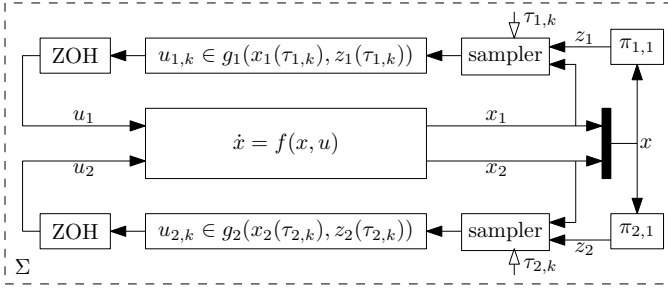 τ₁,ₖ
ZOH
u₁,ₖ ∈ g₁(x₁(τ₁,ₖ), z₁(τ₁,ₖ))
sampler
z₁
π₁,₁
u₁
ẋ = f(x, u)
x₁
x
u₂
x₂
ZOH
u₂,ₖ ∈ g₂(x₂(τ₂,ₖ), z₂(τ₂,ₖ))
sampler
z₂
π₂,₁
Σ
τ₂,ₖ